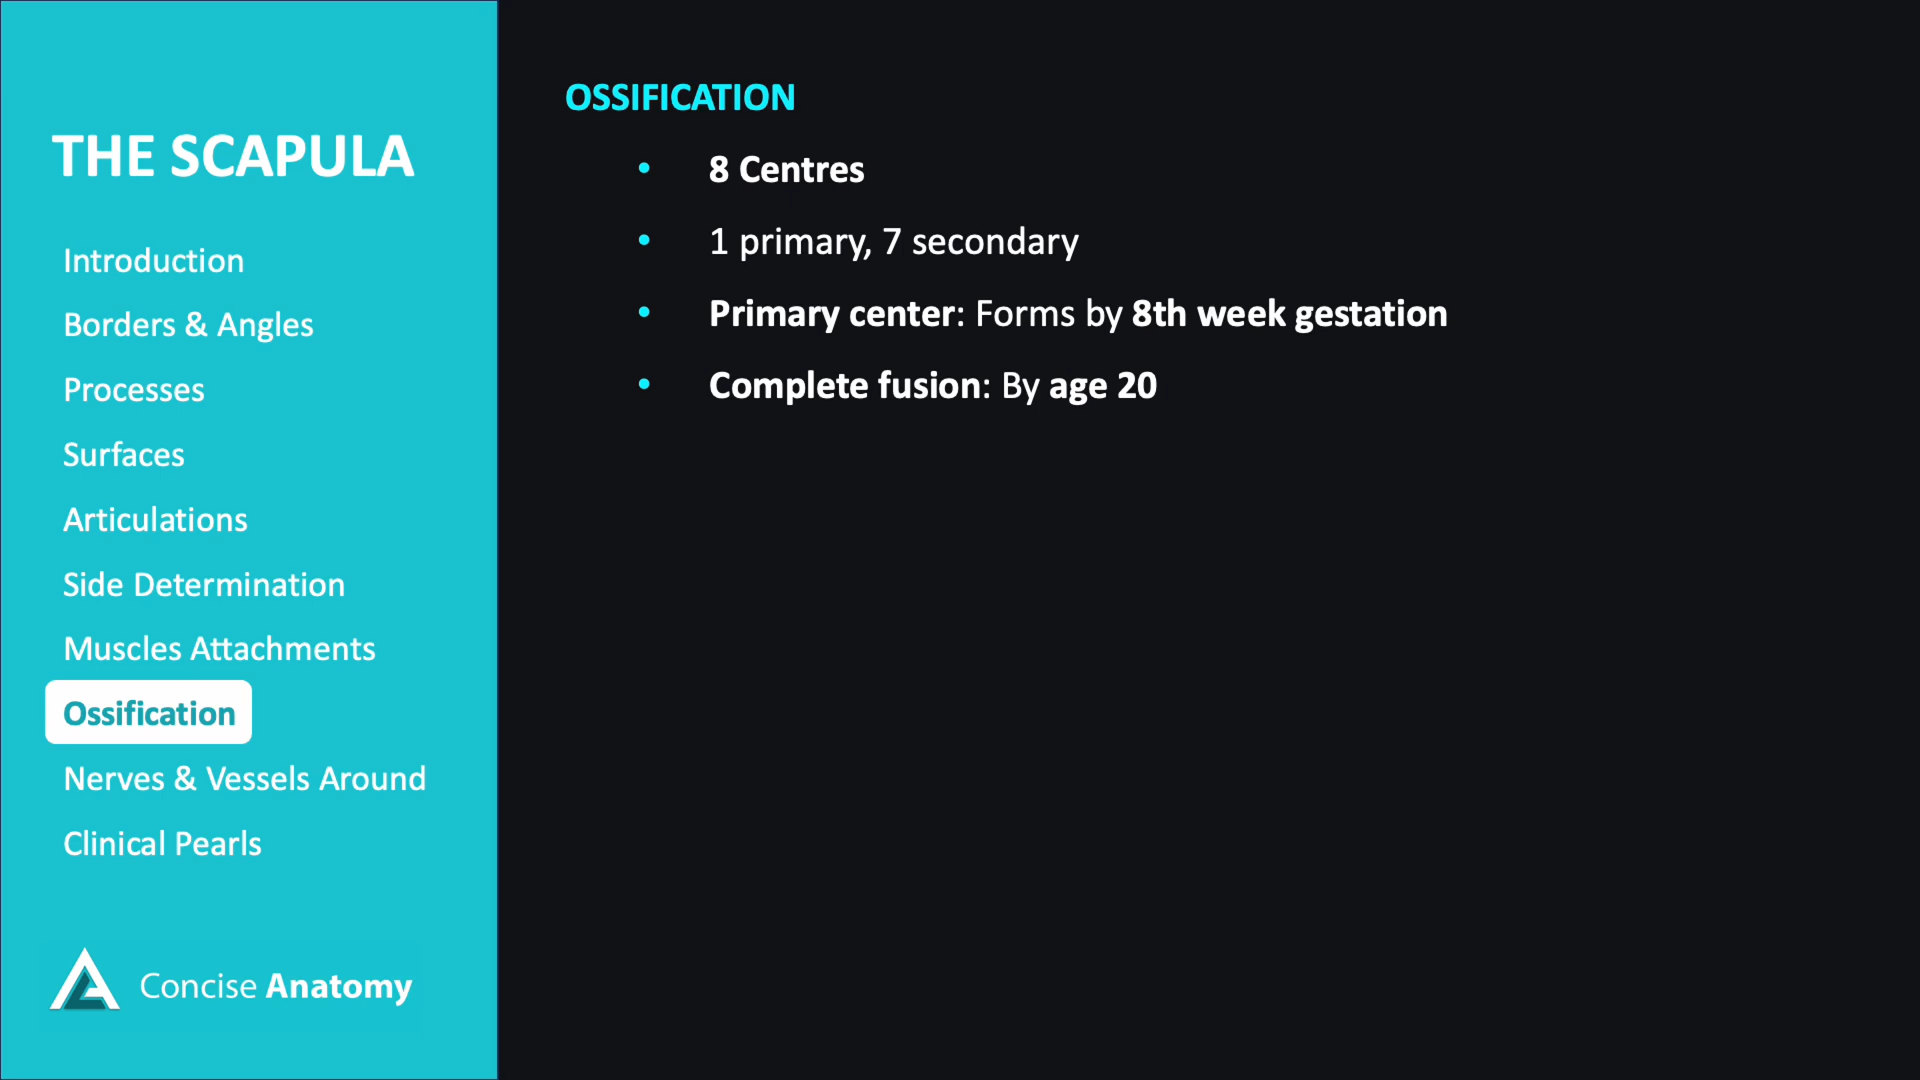 THE SCAPULA
Introduction
Borders & Angles
Processes
Surfaces
Articulations
Side Determination
Muscles Attachments
Ossification
Nerves & Vessels Around
Clinical Pearls
Concise Anatomy
OSSIFICATION
• 8 Centres
• 1 primary, 7 secondary
• Primary center: Forms by 8th week gestation
• Complete fusion: By age 20